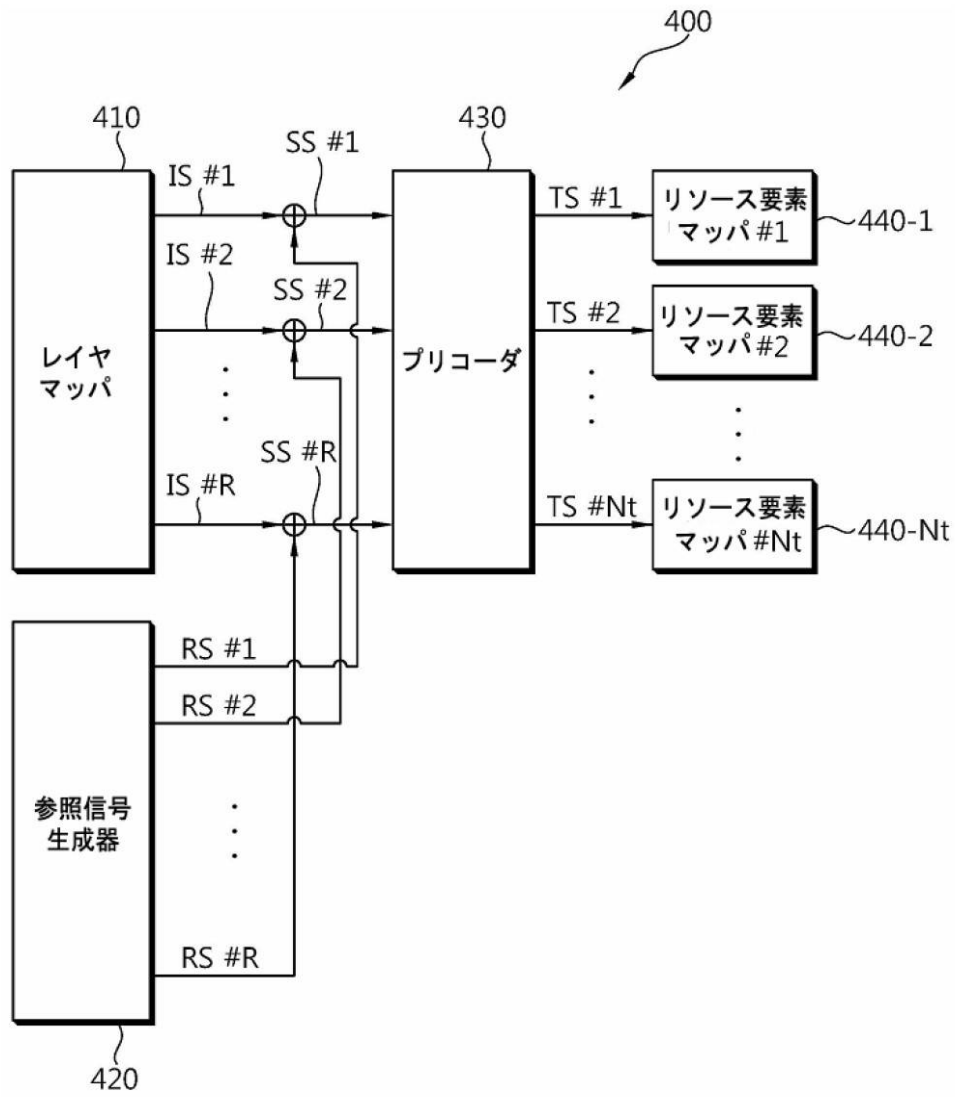 400
410
430
IS #1
SS #1
TS #1
リソース要素
マッパ #1
440-1
IS #2
SS #2
TS #2
リソース要素
マッパ #2
440-2
レイヤ
マッパ
プリコーダ
IS #R
SS #R
TS #Nt
リソース要素
マッパ #Nt
440-Nt
RS #1
RS #2
参照信号
生成器
RS #R
420